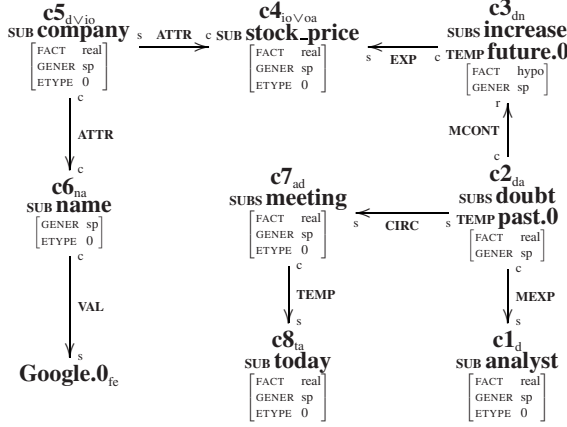 c5d∨io
SUB company
FACT real
GENER sp
ETYPE 0
s ATTR c
c4io∨oa
SUB stock_price
FACT real
GENER sp
ETYPE 0
s EXP c
c3dn
SUBS increase
TEMP future.0
FACT hypo
GENER sp
r
MCONT
c
c
ATTR
c
c6na
SUB name
GENER sp
ETYPE 0
c
VAL
s
Google.0fe
c7ad
SUBS meeting
FACT real
GENER sp
ETYPE 0
s CIRC s
c2da
SUBS doubt
TEMP past.0
FACT real
GENER sp
c
TEMP
s
c8ta
SUB today
FACT real
GENER sp
ETYPE 0
c
MEXP
s
c1d
SUB analyst
FACT real
GENER sp
ETYPE 0